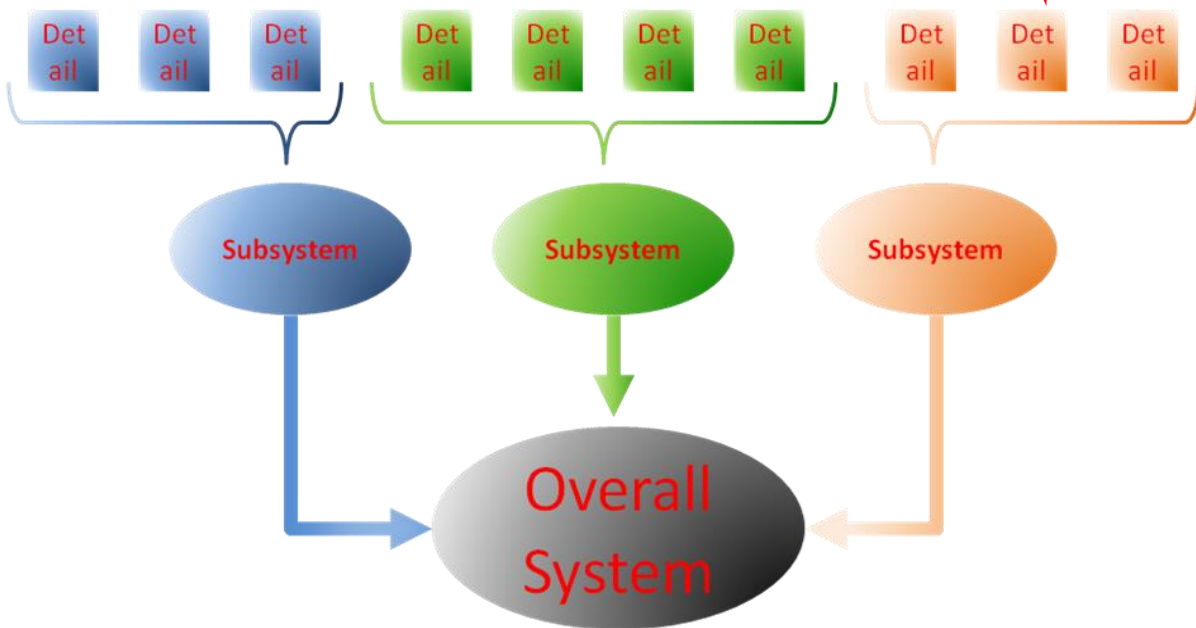 Det Det Det Det Det Det Det Det Det Det
ail ail ail ail ail ail ail ail ail ail
Subsystem Subsystem Subsystem
Overall
System